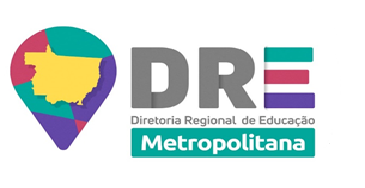 DRE
Diretoria Regional de Educação
Metropolitana